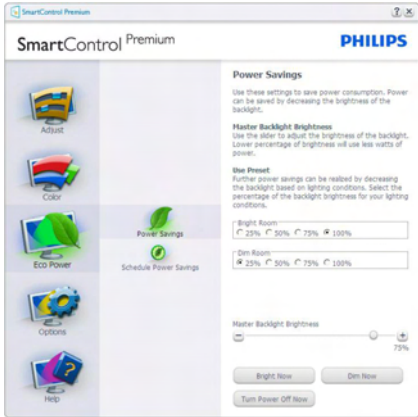 SmartControl Premium
SmartControl Premium
PHILIPS
Adjust
Color
Eco Power
Options
Help
Power Savings
Schedule Power Savings
Power Savings
Use these settings to save power consumption. Power
can be saved by decreasing the brightness of the
backlight.
Master Backlight Brightness
Use the slider to adjust the brightness of the backlight.
Lower percentage of brightness will use less watts of
power.
Use Preset
Further power savings can be realized by decreasing
the backlight based on lighting conditions. Select the
percentage of the backlight brightness for your lighting
conditions.
Bright Room
25% 50% 75% 100%
Dim Room
25% 50% 75% 100%
Master Backlight Brightness
75%
Bright Now Dim Now
Turn Power Off Now